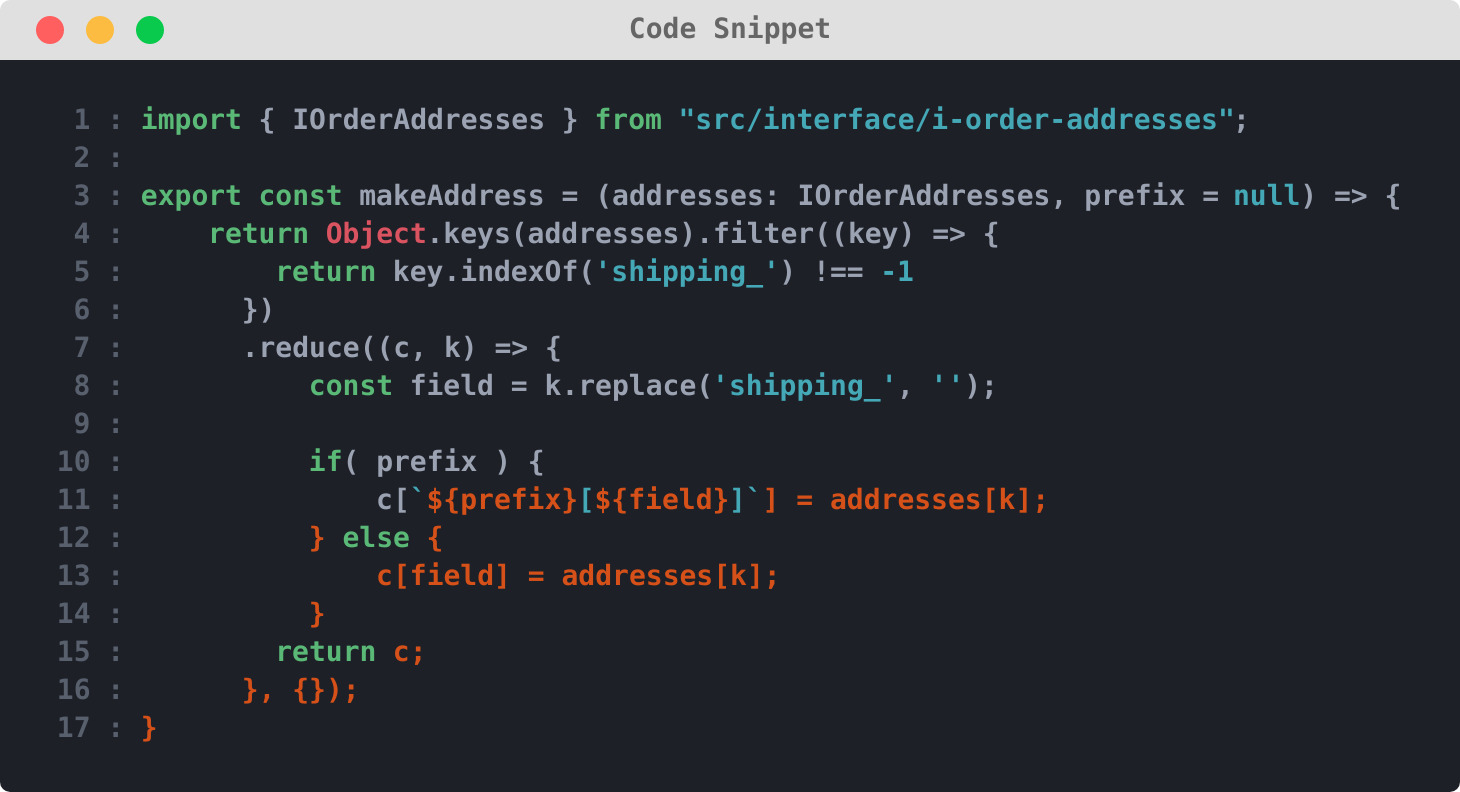 Code Snippet
1 : import { IOrderAddresses } from "src/interface/i-order-addresses";
2 :
3 : export const makeAddress = (addresses: IOrderAddresses, prefix = null) => {
4 :     return Object.keys(addresses).filter((key) => {
5 :         return key.indexOf('shipping_') !== -1
6 :       })
7 :       .reduce((c, k) => {
8 :           const field = k.replace('shipping_', '');
9 :
10 :           if( prefix ) {
11 :               c[`${prefix}[${field}]`] = addresses[k];
12 :           } else {
13 :               c[field] = addresses[k];
14 :           }
15 :         return c;
16 :       }, {});
17 : }